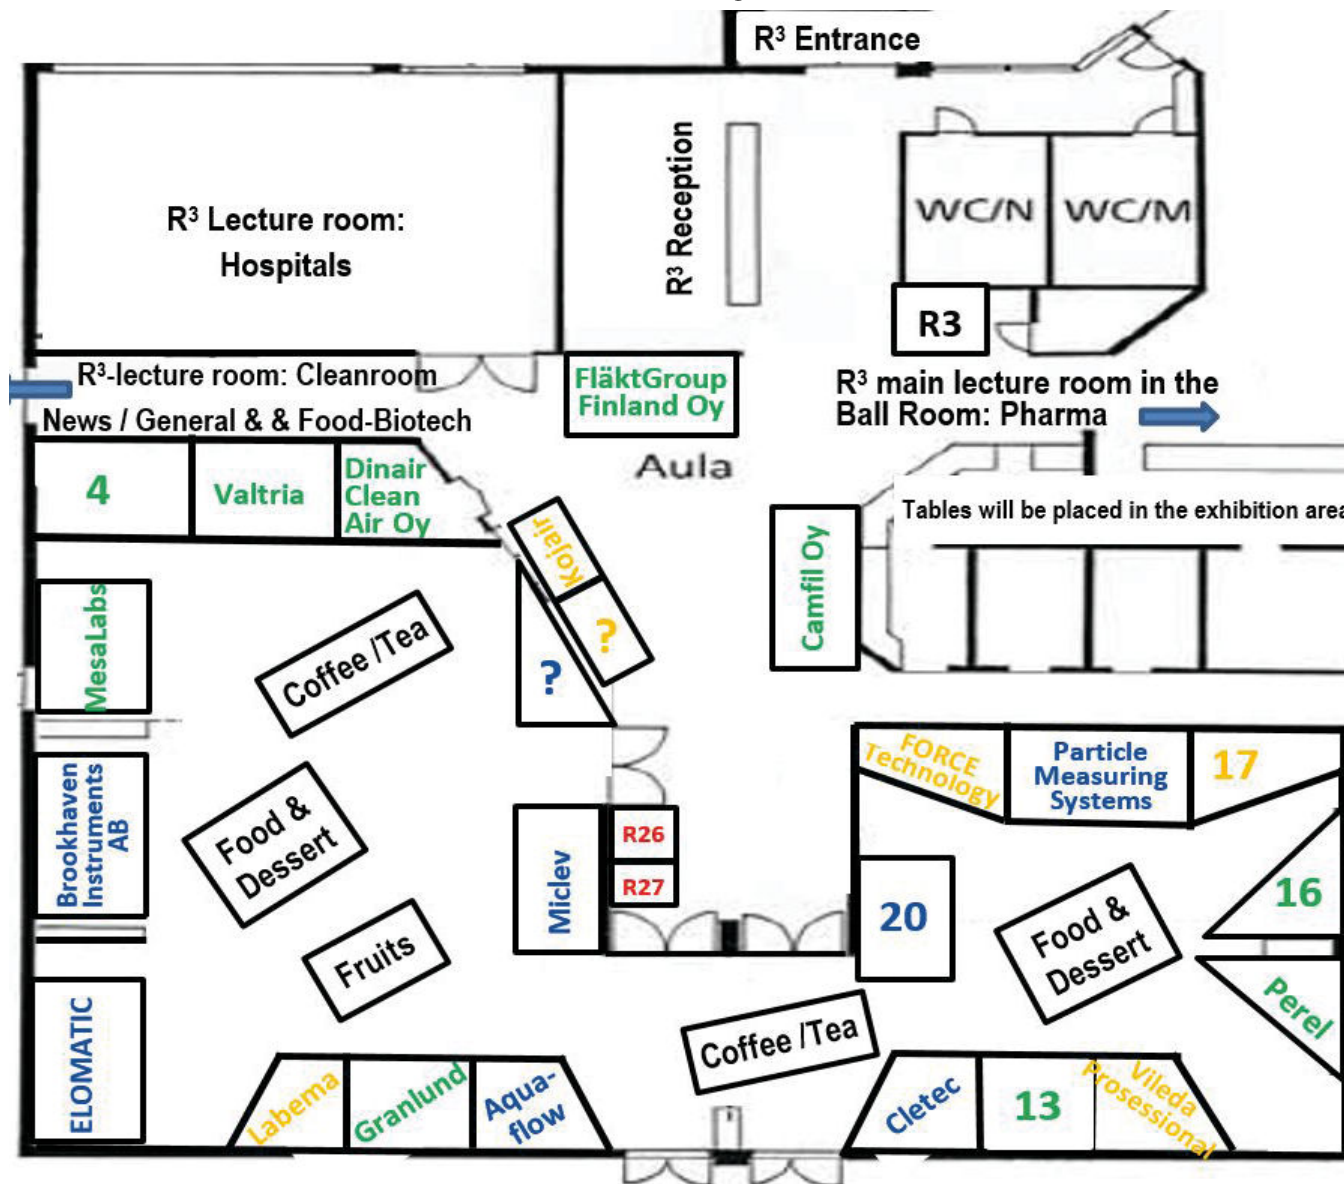 R³ Entrance
R³ Lecture room:
Hospitals
R³ Reception
WC/N
WC/M
R3
R³-lecture room: Cleanroom
News / General & & Food-Biotech
FläktGroup
Finland Oy
R³ main lecture room in the
Ball Room: Pharma
Aula
4
Valtria
Dinair
Clean
Air Oy
Kojair
?
?
Camfil Oy
Tables will be placed in the exhibition area
MesaLabs
Coffee /Tea
Brookhaven
Instruments
AB
Food &
Dessert
Fruits
Miclev
R26
R27
FORCE
Technology
Particle
Measuring
Systems
17
16
20
Food &
Dessert
Perel
ELOMATIC
Labema
Granlund
Aqua-
flow
Coffee /Tea
Cletec
13
Vileda
Prosessional